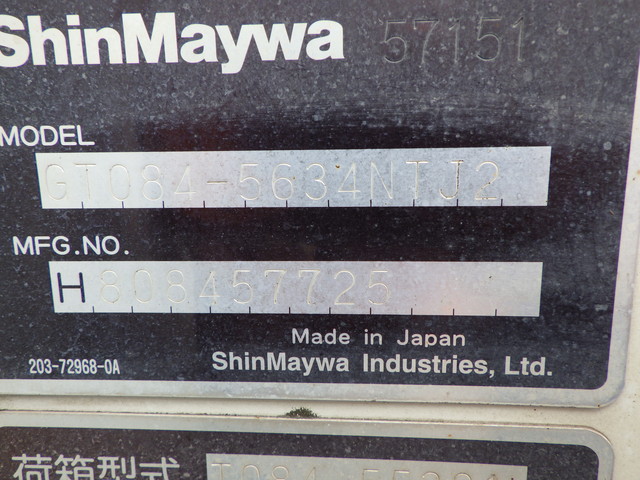 ShinMaywa 57151
MODEL
GT084-5634NTJ2
MFG.NO.
H806457725
Made in Japan
203-72968-0A ShinMaywa Industries, Ltd.
荷箱型式